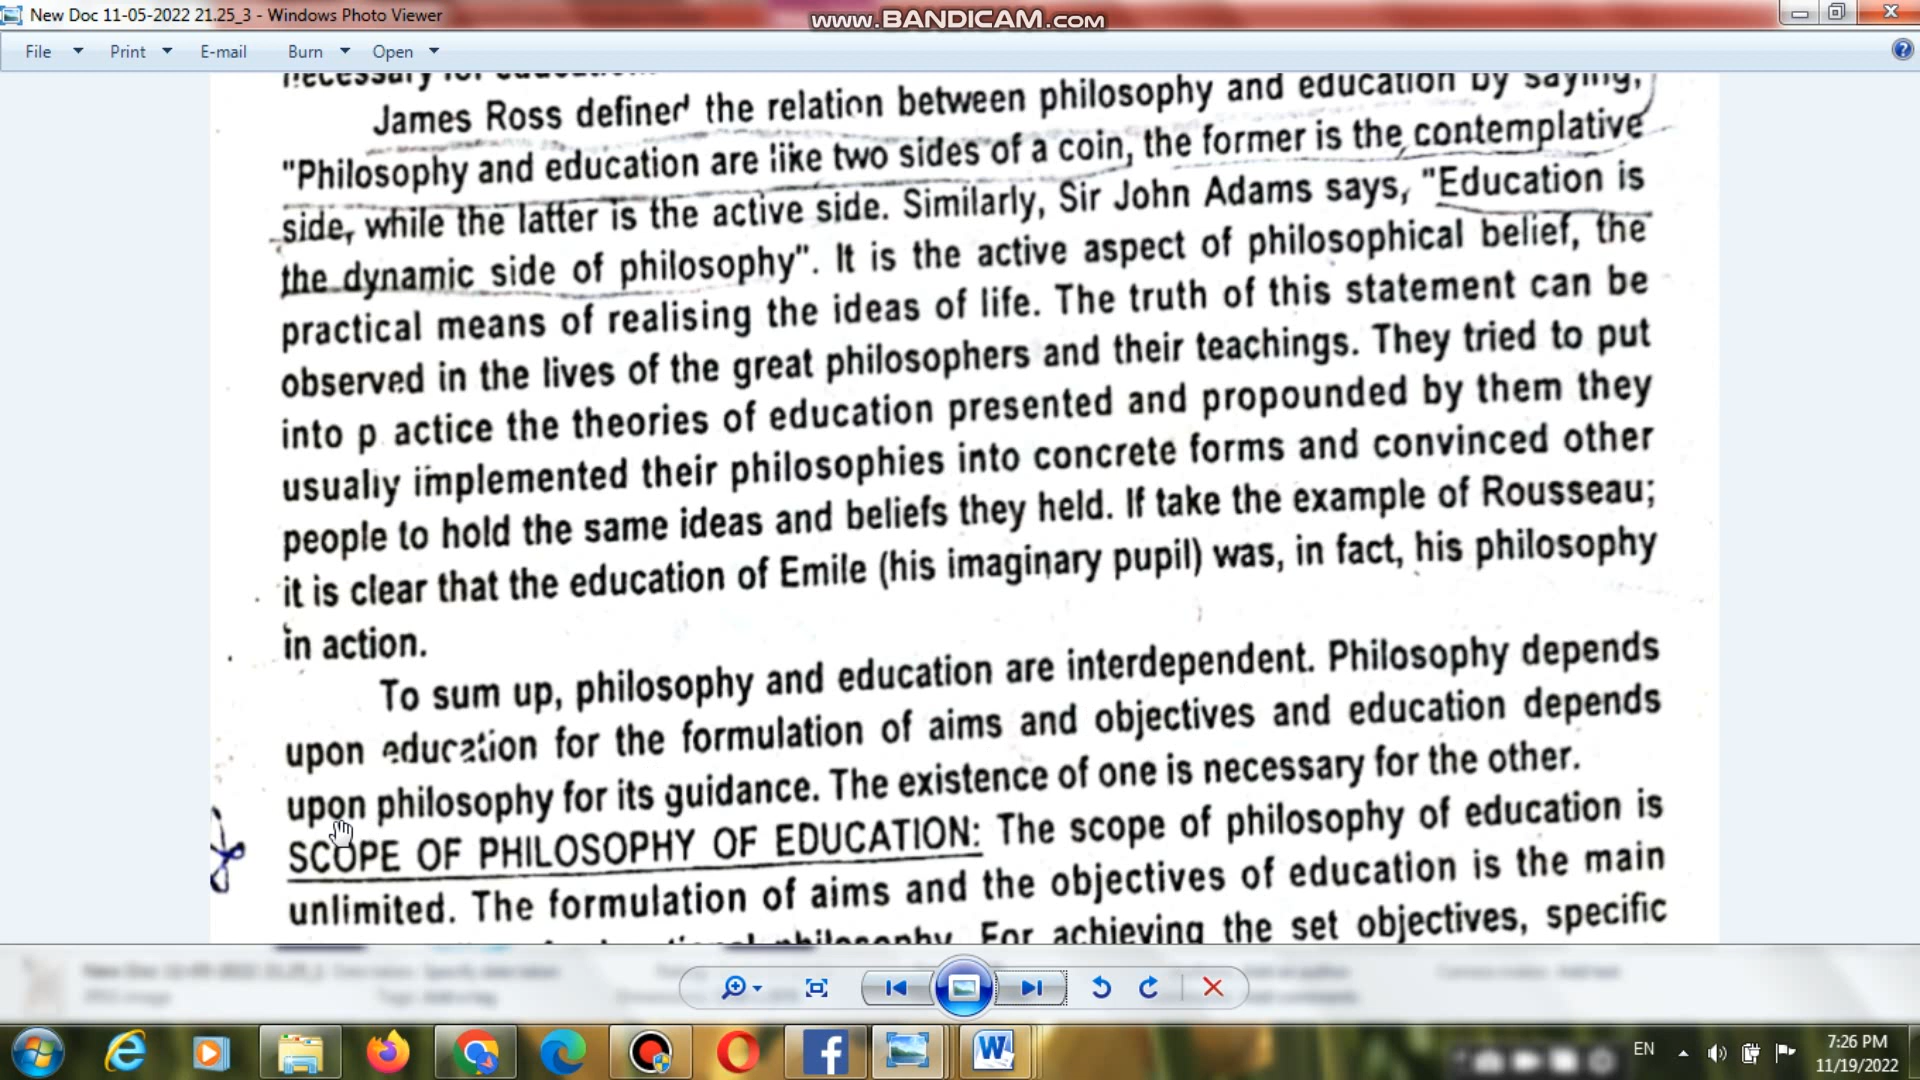 New Doc 11-05-2022 21.25_3 - Windows Photo Viewer
www.BANDICAM.com
File Print E-mail Burn Open
necessary for
James Ross defined the relation between philosophy and education by saying,
"Philosophy and education are like two sides of a coin, the former is the contemplative
side, while the latter is the active side. Similarly, Sir John Adams says, "Education is
the dynamic side of philosophy". It is the active aspect of philosophical belief, the
practical means of realising the ideas of life. The truth of this statement can be
observed in the lives of the great philosophers and their teachings. They tried to put
into p actice the theories of education presented and propounded by them they
usually implemented their philosophies into concrete forms and convinced other
people to hold the same ideas and beliefs they held. If take the example of Rousseau;
it is clear that the education of Emile (his imaginary pupil) was, in fact, his philosophy
in action.
To sum up, philosophy and education are interdependent. Philosophy depends
upon education for the formulation of aims and objectives and education depends
upon philosophy for its guidance. The existence of one is necessary for the other.
SCOPE OF PHILOSOPHY OF EDUCATION: The scope of philosophy of education is
unlimited. The formulation of aims and the objectives of education is the main
philosophy. For achieving the set objectives, specific
EN
7:26 PM
11/19/2022